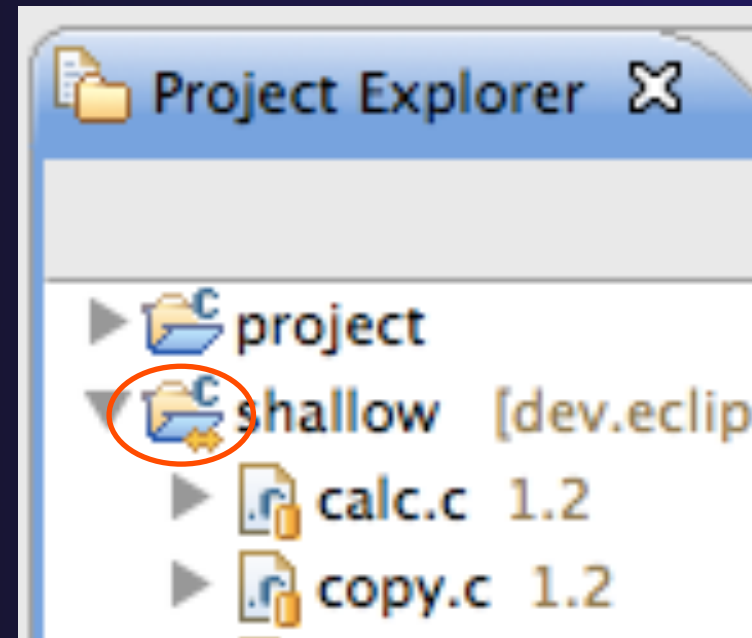 Project Explorer
C project
C shallow [dev.eclip
.c calc.c 1.2
.c copy.c 1.2